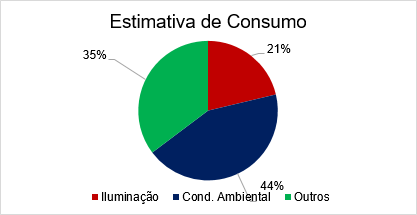 Estimativa de Consumo
21%
35%
44%
Iluminação Cond. Ambiental Outros